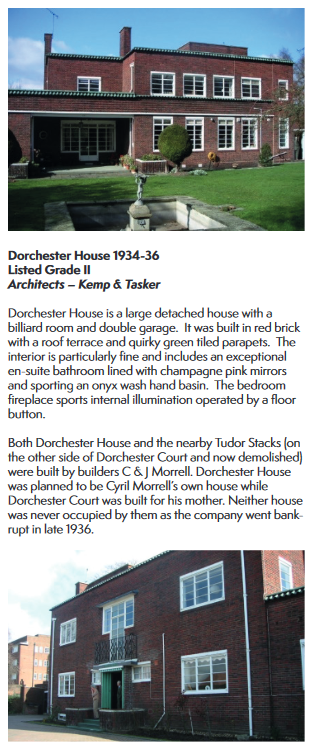 Dorchester House 1934-36
Listed Grade II
Architects – Kemp & Tasker
Dorchester House is a large detached house with a
billiard room and double garage. It was built in red brick
with a roof terrace and quirky green tiled parapets. The
interior is particularly fine and includes an exceptional
en-suite bathroom lined with champagne pink mirrors
and sporting an onyx wash hand basin. The bedroom
fireplace sports internal illumination operated by a floor
button.
Both Dorchester House and the nearby Tudor Stacks (on
the other side of Dorchester Court and now demolished)
were built by builders C & J Morrell. Dorchester House
was planned to be Cyril Morrell's own house while
Dorchester Court was built for his mother. Neither house
was never occupied by them as the company went bank-
rupt in late 1936.